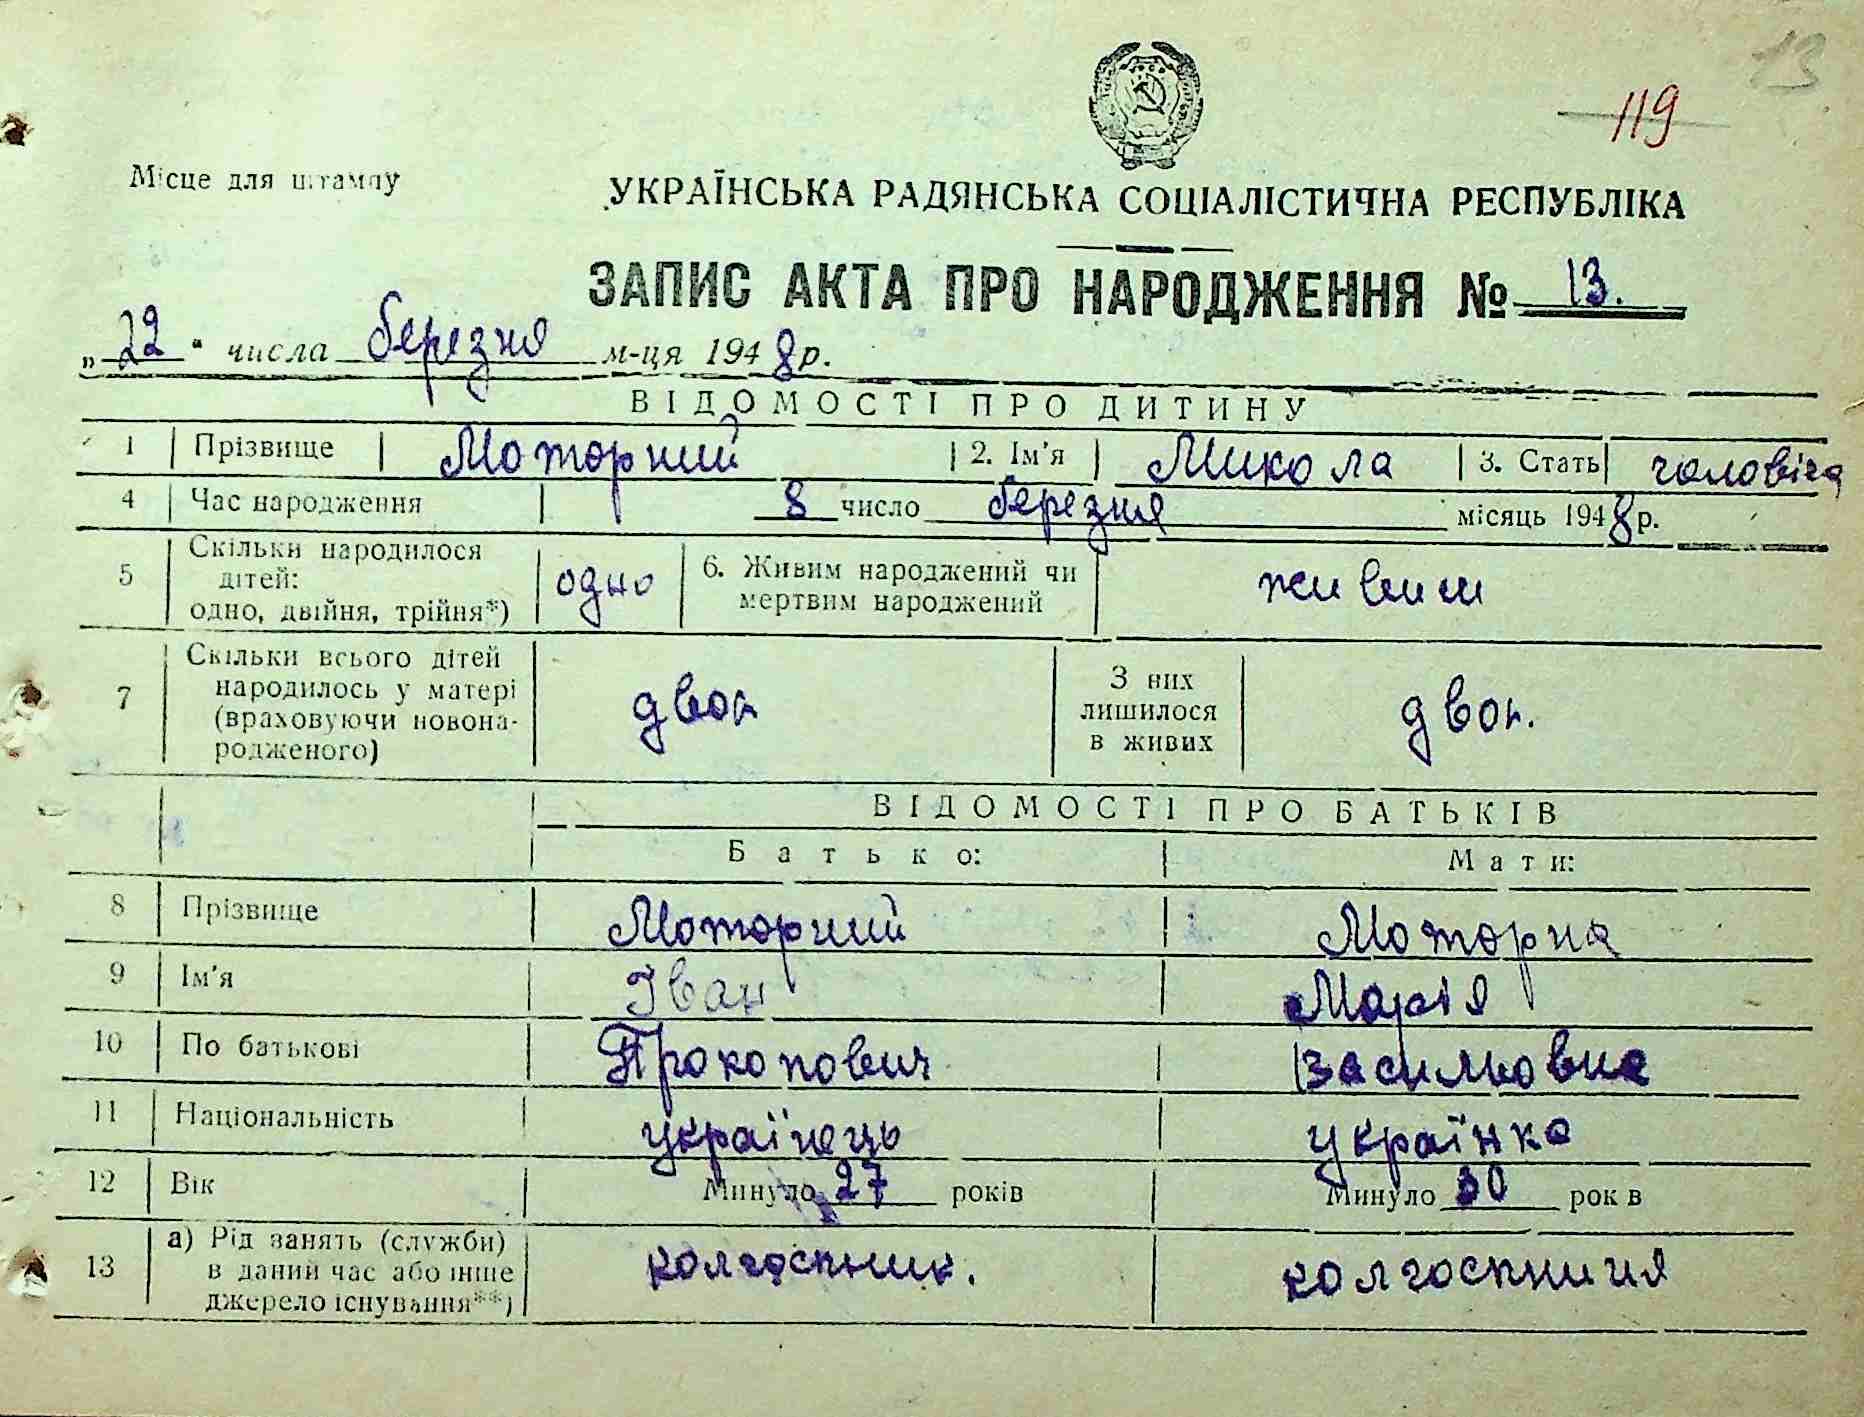 13
119
УРСР
Місце для штампу
УКРАЇНСЬКА РАДЯНСЬКА СОЦІАЛІСТИЧНА РЕСПУБЛІКА
ЗАПИС АКТА ПРО НАРОДЖЕННЯ № 13.
„22“ числа березня м-ця 1948 р.
ВІДОМОСТІ ПРО ДИТИНУ
1 Прізвище Моторний 2. Ім'я Микола 3. Стать чоловіча
4 Час народження 8 число березня місяць 1948 р.
5 Скільки народилося дітей: одно, двійня, трійня*) одно 6. Живим народжений чи мертвим народжений живим
7 Скільки всього дітей народилось у матері (враховуючи новона-родженого) двоє З них лишилося в живих двоє.
ВІДОМОСТІ ПРО БАТЬКІВ
Батько: Мати:
8 Прізвище Моторний Моторна
9 Ім'я Іван Марія
10 По батькові Прокопович Васильовна
11 Національність українець українка
12 Вік Минуло 27 років Минуло 30 рок в
13 а) Рід занять (служби) в даний час або інше джерело існування**) колгоспник. колгоспниця